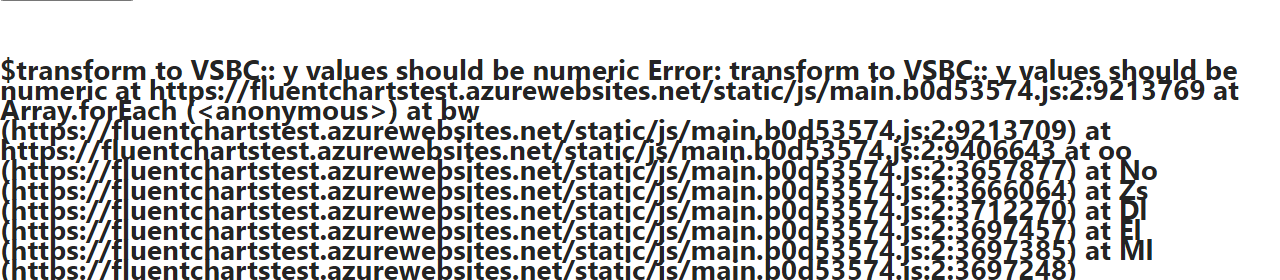 $transform to VSBC:: y values should be numeric Error: transform to VSBC:: y values should be
numeric at https://fluentchartstest.azurewebsites.net/static/js/main.b0d53574.js:2:9213769 at
Array.forEach (<anonymous>) at bw
(https://fluentchartstest.azurewebsites.net/static/js/main.b0d53574.js:2:9213709) at
https://fluentchartstest.azurewebsites.net/static/js/main.b0d53574.js:2:9406643 at oo
(https://fluentchartstest.azurewebsites.net/static/js/main.b0d53574.js:2:3657877) at No
(https://fluentchartstest.azurewebsites.net/static/js/main.b0d53574.js:2:3666064) at Zs
(https://fluentchartstest.azurewebsites.net/static/js/main.b0d53574.js:2:3712270) at Dl
(https://fluentchartstest.azurewebsites.net/static/js/main.b0d53574.js:2:3697457) at El
(https://fluentchartstest.azurewebsites.net/static/js/main.b0d53574.js:2:3697385) at Ml
(https://fluentchartstest.azurewebsites.net/static/js/main.b0d53574.js:2:3697248)